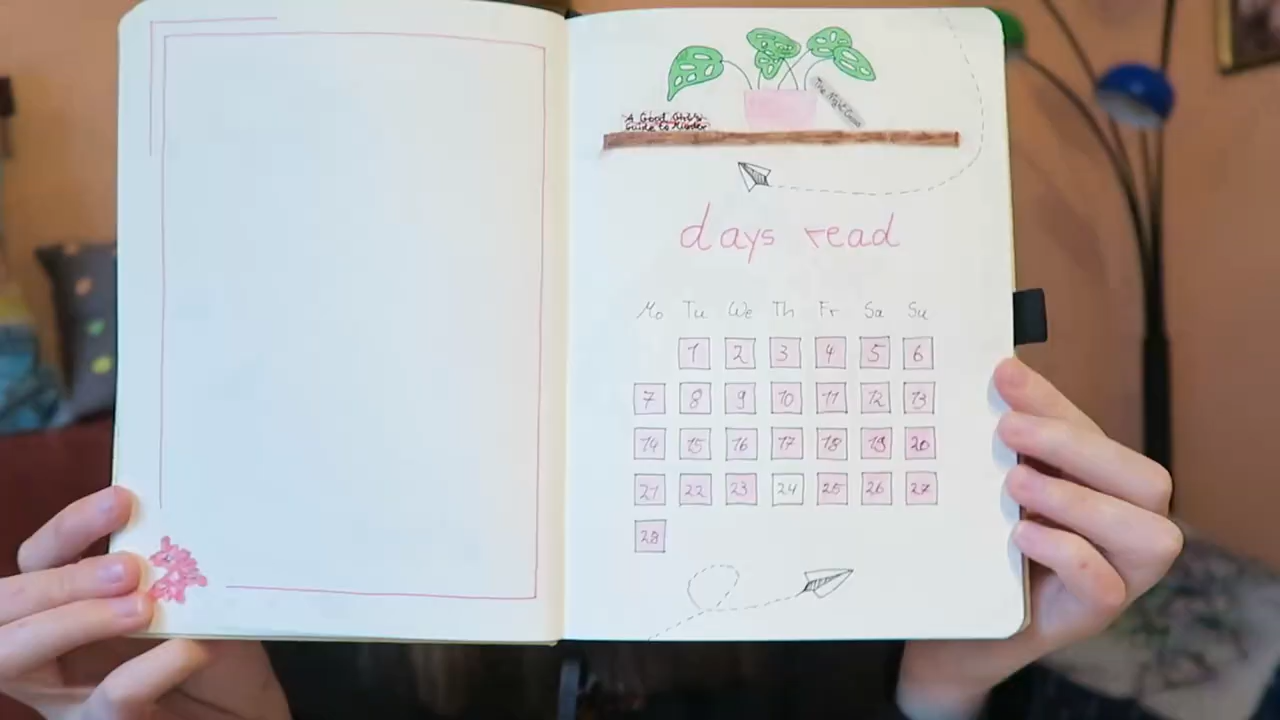 A Good Girl's
Guide to Murder
The Night Circus
days read
Mo Tu We Th Fr Sa Su
1 2 3 4 5 6
7 8 9 10 11 12 13
14 15 16 17 18 19 20
21 22 23 24 25 26 27
28